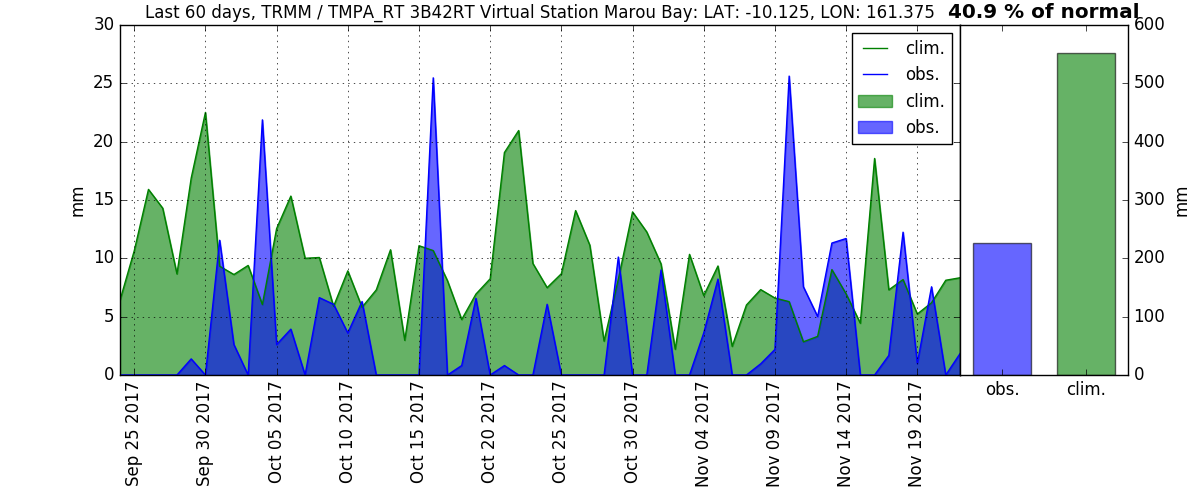 Last 60 days, TRMM / TMPA_RT 3B42RT Virtual Station Marou Bay: LAT: -10.125, LON: 161.375
40.9 % of normal
30
25
20
15
10
5
0
mm
clim.
obs.
clim.
obs.
600
500
400
300
200
100
0
mm
Sep 25 2017
Sep 30 2017
Oct 05 2017
Oct 10 2017
Oct 15 2017
Oct 20 2017
Oct 25 2017
Oct 30 2017
Nov 04 2017
Nov 09 2017
Nov 14 2017
Nov 19 2017
obs.
clim.